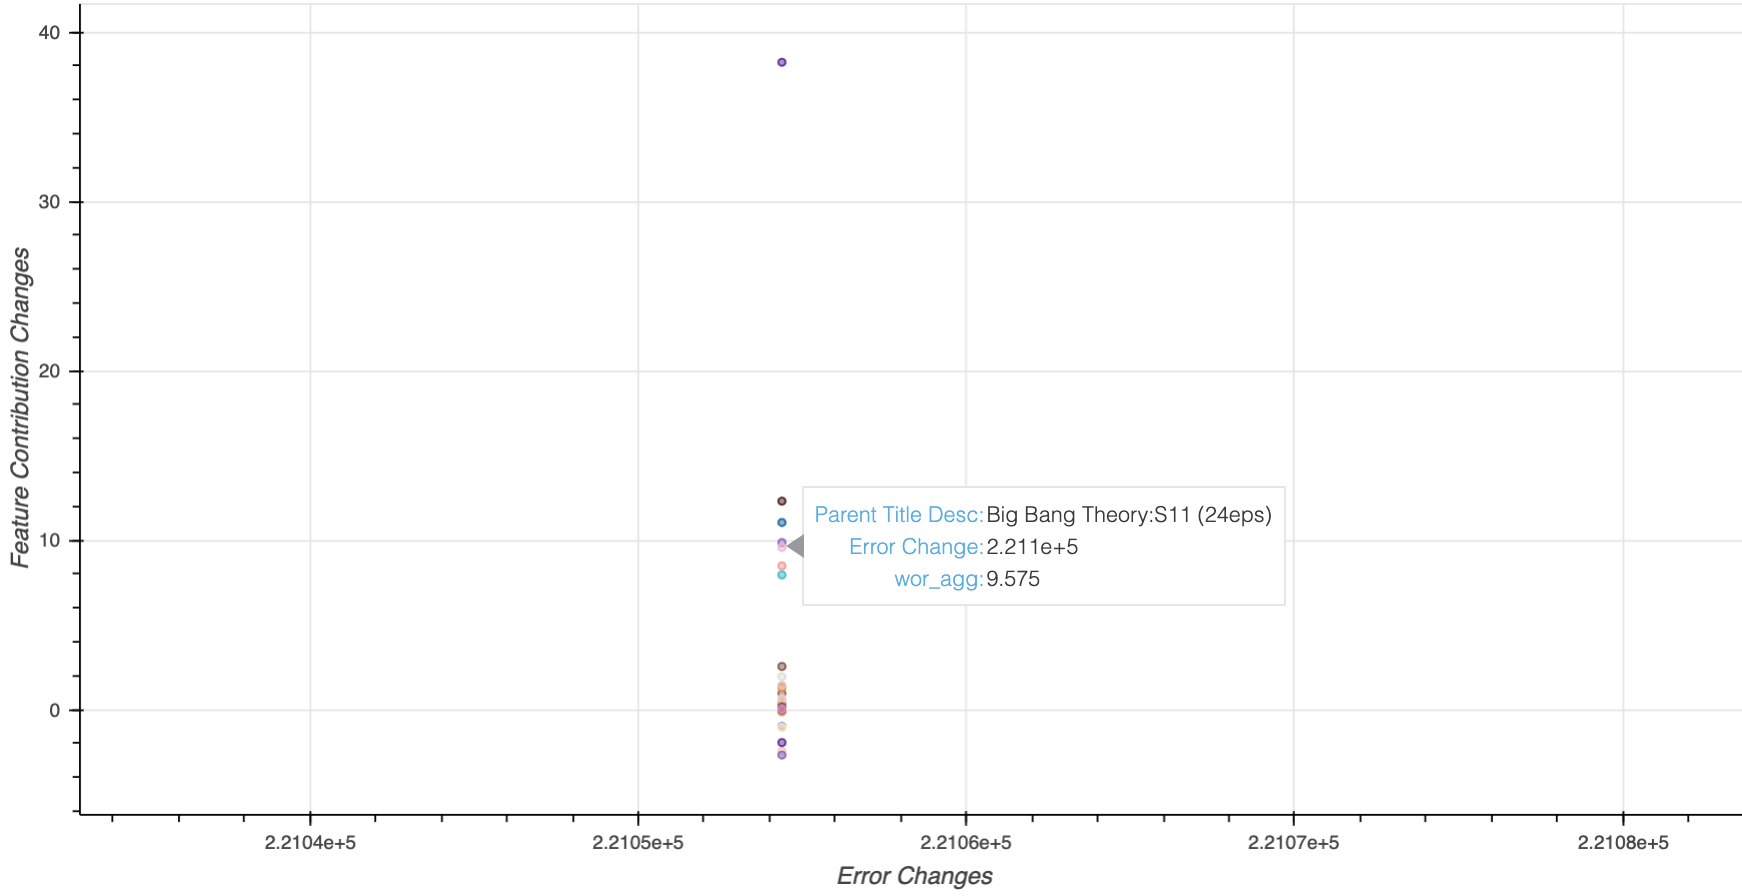 40
30
20
10
0
Feature Contribution Changes
Parent Title Desc: Big Bang Theory:S11 (24eps)
Error Change: 2.211e+5
wor_agg: 9.575
2.2104e+5 2.2105e+5 2.2106e+5 2.2107e+5 2.2108e+5
Error Changes